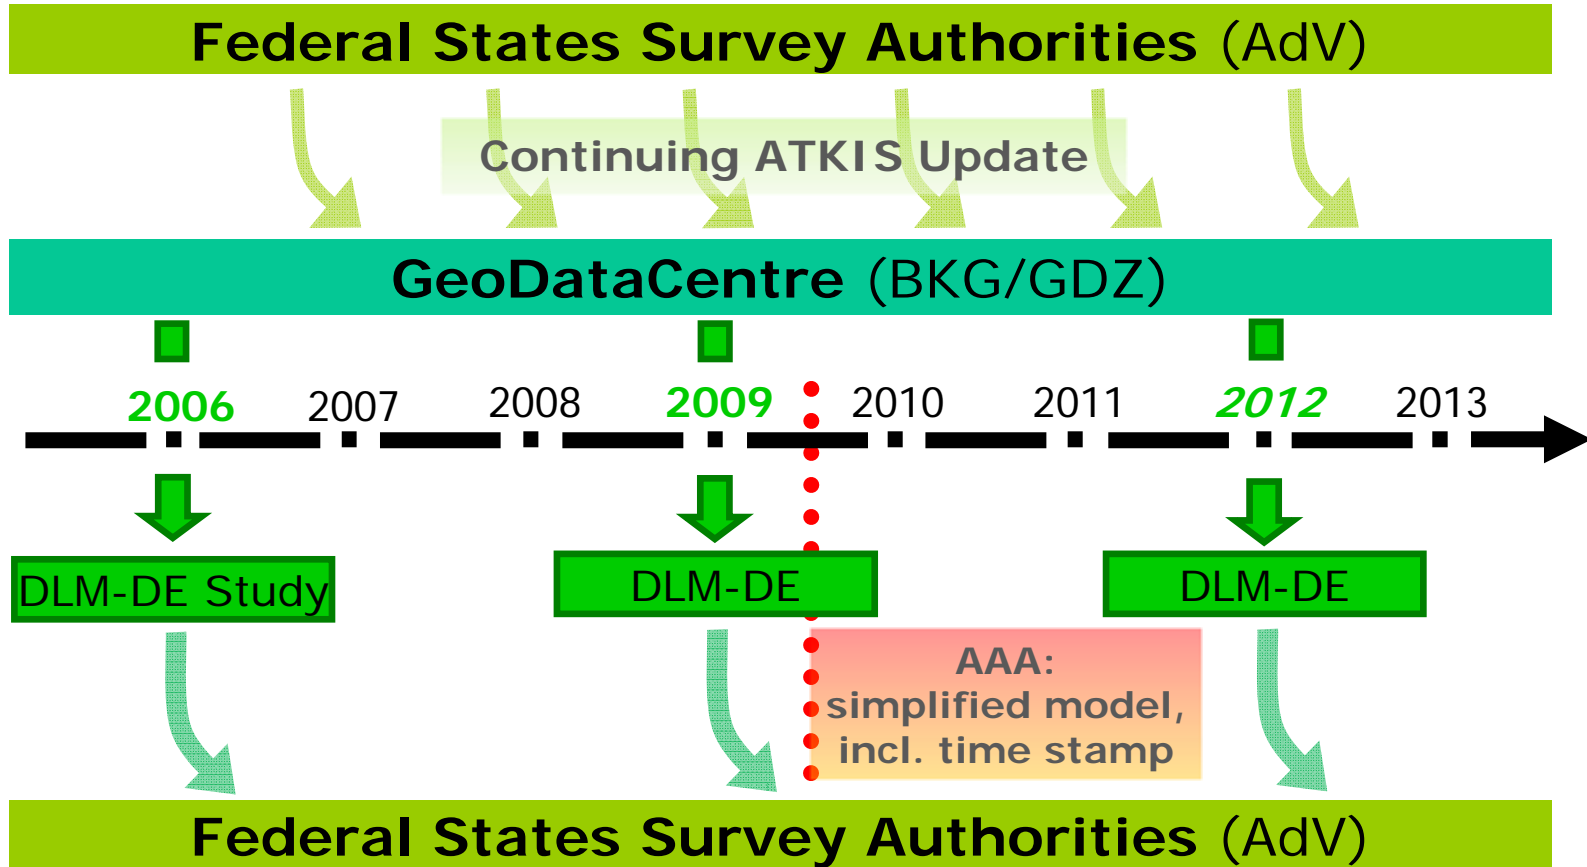 Federal States Survey Authorities (AdV)
Continuing ATKIS Update
GeoDataCentre (BKG/GDZ)
2006 2007 2008 2009 2010 2011 2012 2013
DLM-DE Study
DLM-DE
DLM-DE
AAA:
simplified model,
incl. time stamp
Federal States Survey Authorities (AdV)